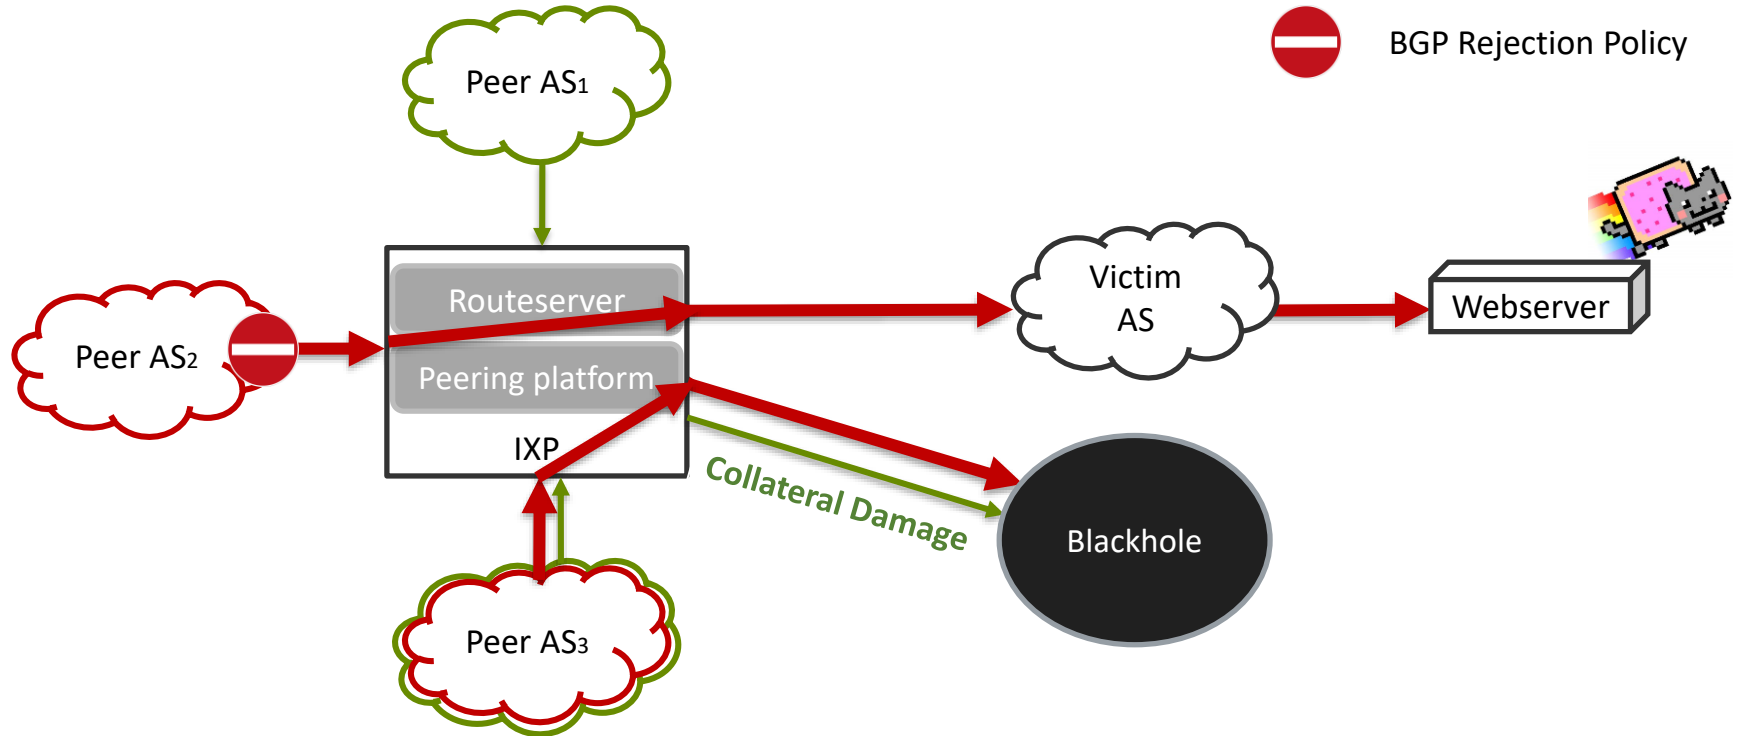 Peer AS1
BGP Rejection Policy
Routeserver
Victim
AS
Webserver
Peer AS2
Peering platform
IXP
Collateral Damage
Blackhole
Peer AS3